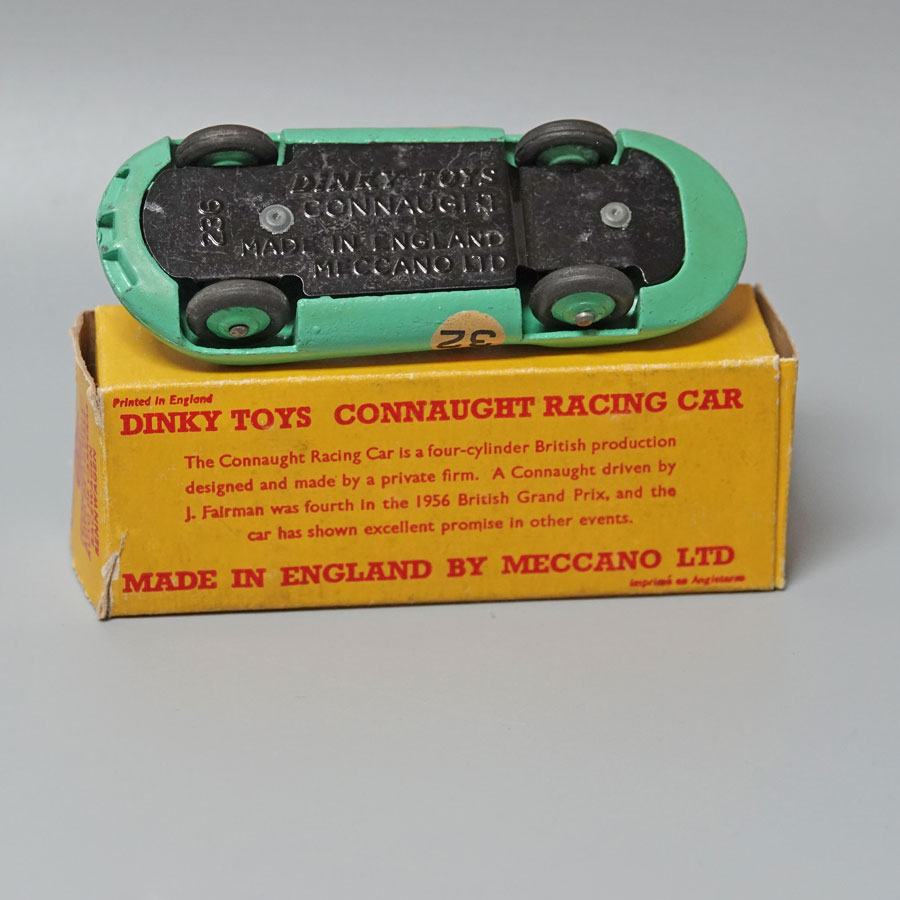 DINKY TOYS
CONNAUGHT
236
MADE IN ENGLAND
MECCANO LTD
32
Printed in England
DINKY TOYS CONNAUGHT RACING CAR
The Connaught Racing Car is a four-cylinder British production
designed and made by a private firm. A Connaught driven by
J. Fairman was fourth in the 1956 British Grand Prix, and the
car has shown excellent promise in other events.
MADE IN ENGLAND BY MECCANO LTD
Imprimé en Angleterre